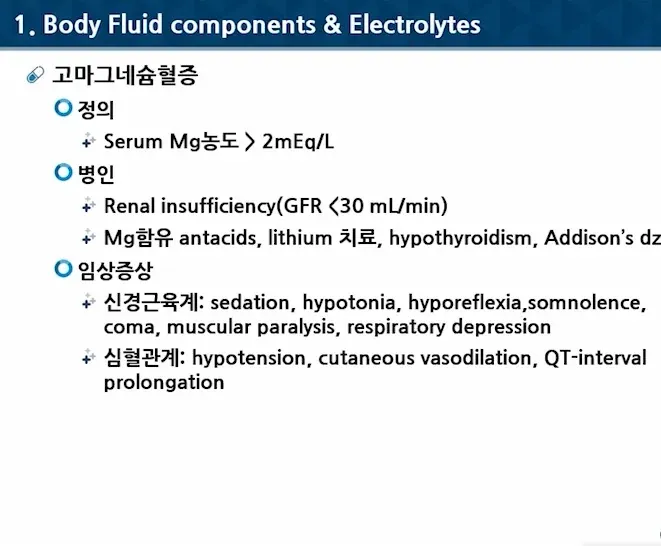 1. Body Fluid components & Electrolytes
고마그네슘혈증
정의
Serum Mg농도 > 2mEq/L
병인
Renal insufficiency(GFR <30 mL/min)
Mg함유 antacids, lithium 치료, hypothyroidism, Addison's dz
임상증상
신경근육계: sedation, hypotonia, hyporeflexia,somnolence,
coma, muscular paralysis, respiratory depression
심혈관계: hypotension, cutaneous vasodilation, QT-interval
prolongation